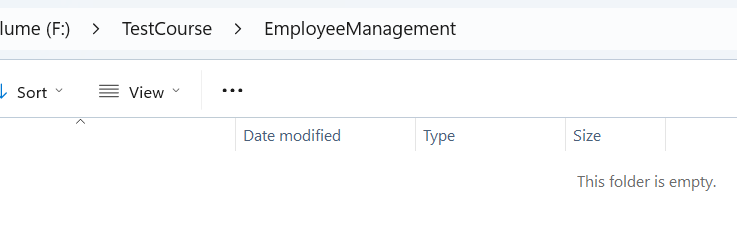 lume (F:) > TestCourse > EmployeeManagement
Sort View ...
Date modified Type Size
This folder is empty.